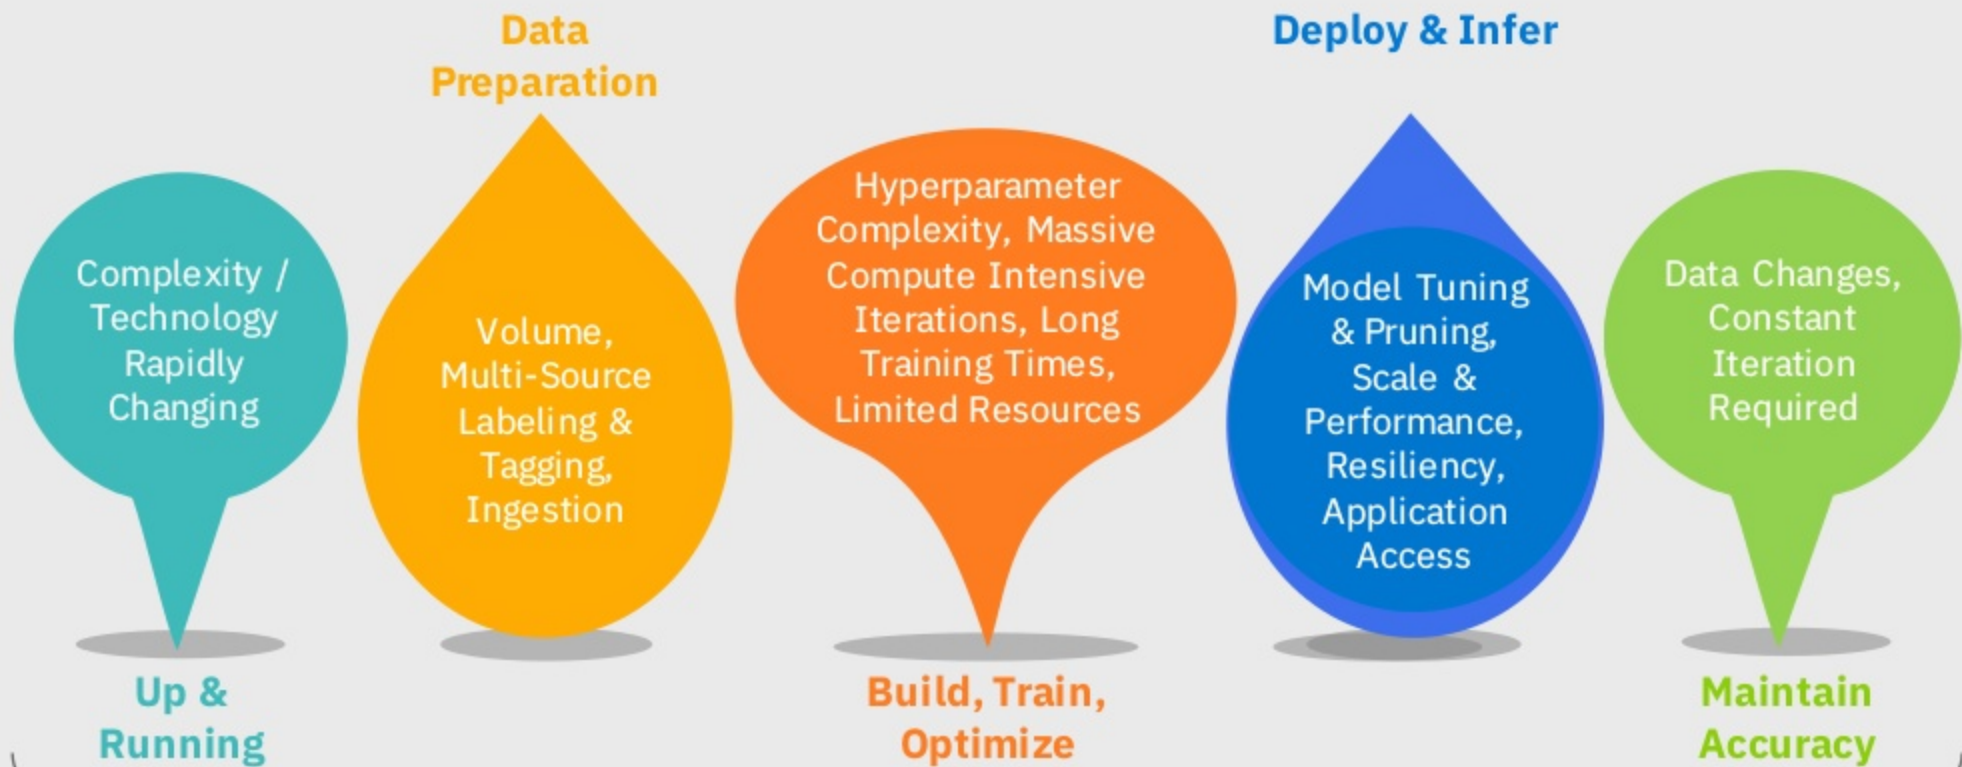 Data
Preparation
Deploy & Infer
Complexity /
Technology
Rapidly
Changing
Volume,
Multi-Source
Labeling &
Tagging,
Ingestion
Hyperparameter
Complexity, Massive
Compute Intensive
Iterations, Long
Training Times,
Limited Resources
Model Tuning
& Pruning,
Scale &
Performance,
Resiliency,
Application
Access
Data Changes,
Constant
Iteration
Required
Up &
Running
Build, Train,
Optimize
Maintain
Accuracy